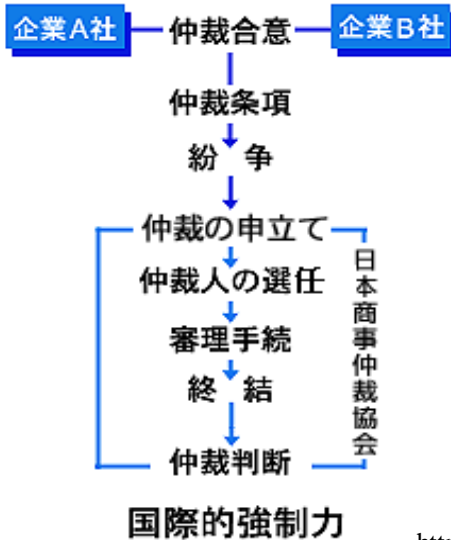 企業A社 仲裁合意 企業B社
仲裁条項
紛 争
仲裁の申立て
仲裁人の選任
審理手続
終 結
仲裁判断
日本商事仲裁協会
国際的強制力
htt